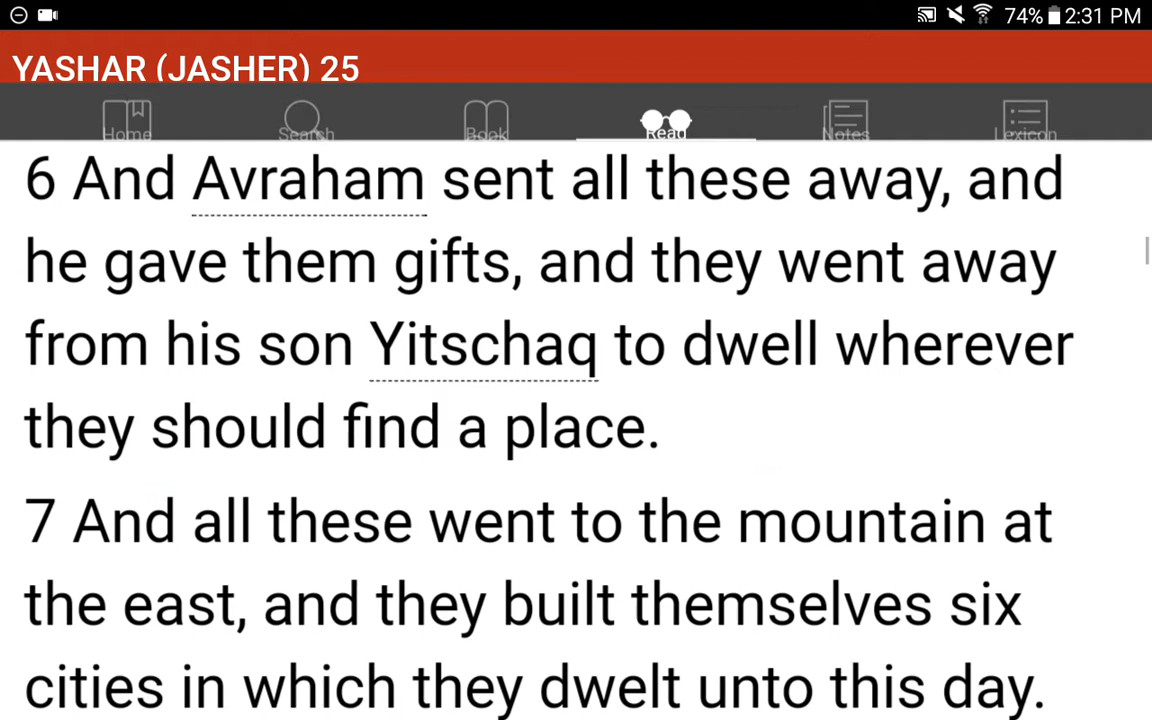 74% 2:31 PM
YASHAR (JASHER) 25
Home Search Book Read Notes Lexicon
6 And Avraham sent all these away, and
he gave them gifts, and they went away
from his son Yitschaq to dwell wherever
they should find a place.
7 And all these went to the mountain at
the east, and they built themselves six
cities in which they dwelt unto this day.